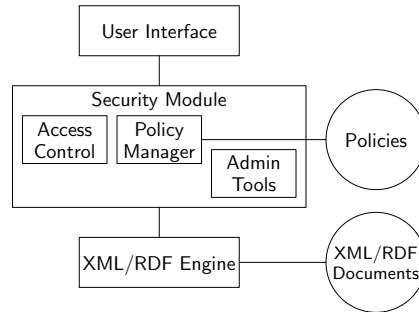 User Interface
Security Module
Access
Control
Policy
Manager
Admin
Tools
Policies
XML/RDF Engine
XML/RDF
Documents